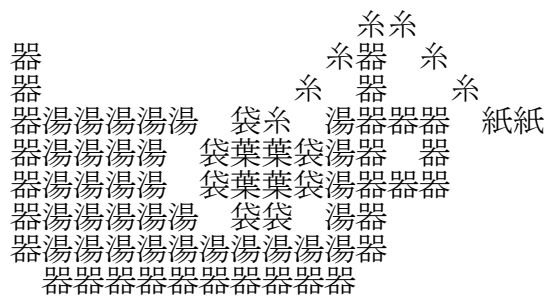 糸糸
器　　　　　　　　　糸器　糸
器　　　　　　　　糸　器　　糸
器湯湯湯湯湯　袋糸　湯器器器　紙紙
器湯湯湯湯　袋葉葉袋湯器　器
器湯湯湯湯　袋葉葉袋湯器器器
器湯湯湯湯湯　袋袋　湯器
器湯湯湯湯湯湯湯湯湯湯器
器器器器器器器器器器